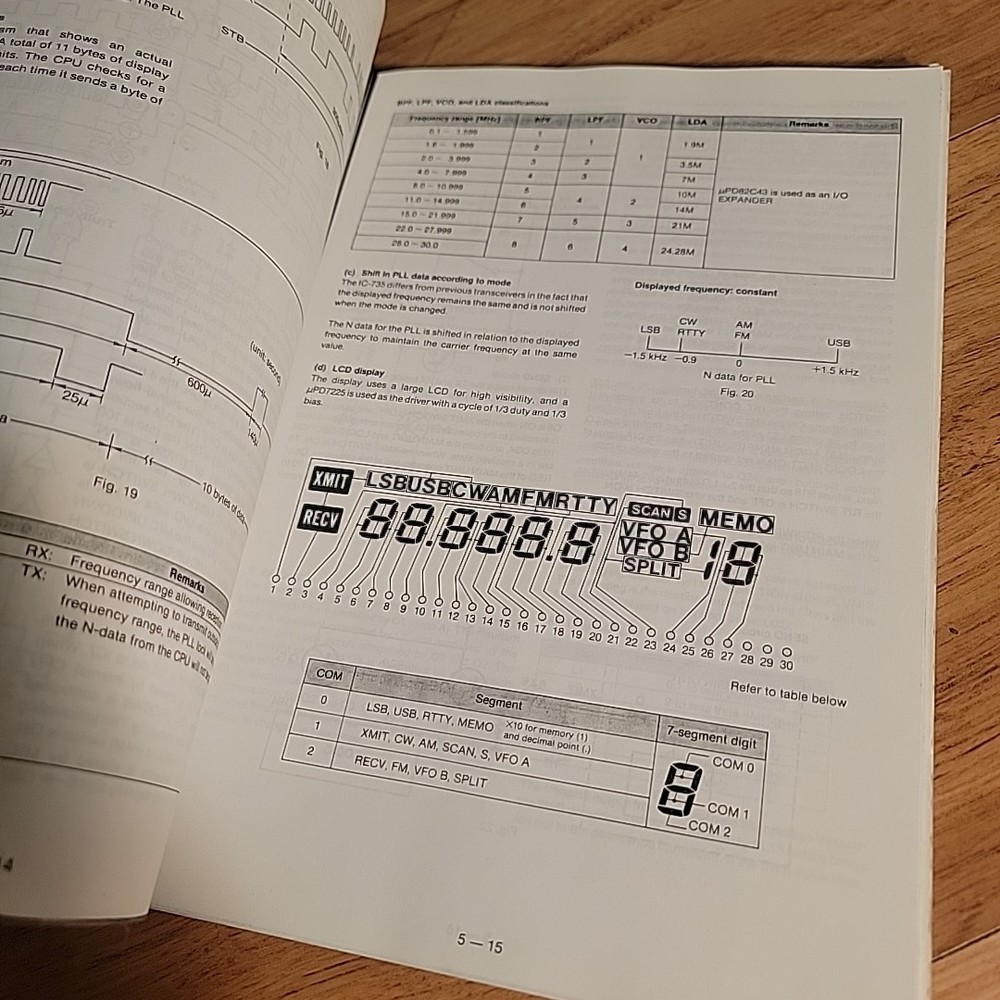 The PLL
sm that shows an actual
A total of 11 bytes of display
nits. The CPU checks for a
each time it sends a byte of
STB
5μ
600μ
25μ
140μ
(unit: second)
10 bytes of data
Fig. 19
Remarks
RX: Frequency range allowing
TX: When attempting to transmit
frequency range, the PLL lock will
the N-data from the CPU will not
BPF, LPF, VCO, and LDA classifications
Frequency range [MHz] BPF LPF VCO LDA Remarks
0.1 – 1.599 1 1 1 1.9M μPD82C43 is used as an I/O EXPANDER
1.6 – 1.999 2
2.0 – 3.999 3 2 3.5M
4.0 – 7.999 4 3 7M
8.0 – 10.999 5 4 2 10M
11.0 – 14.999 6 14M
15.0 – 21.999 7 5 3 21M
22.0 – 27.999 8 6 4 24.28M
28.0 – 30.0
(c) Shift in PLL data according to mode
The IC-735 differs from previous transceivers in the fact that
the displayed frequency remains the same and is not shifted
when the mode is changed.
The N data for the PLL is shifted in relation to the displayed
frequency to maintain the carrier frequency at the same
value.
(d) LCD display
The display uses a large LCD for high visibility, and a
μPD7225 is used as the driver with a cycle of 1/3 duty and 1/3
bias.
Displayed frequency: constant
LSB CW RTTY AM FM USB
–1.5 kHz –0.9 0 +1.5 kHz
N data for PLL
Fig. 20
XMIT LSBUSBCWAMFMRTTY SCAN S MEMO
RECV 88.888.8 VFO A 18
VFO B
SPLIT
1 2 3 4 5 6 7 8 9 10 11 12 13 14 15 16 17 18 19 20 21 22 23 24 25 26 27 28 29 30
Refer to table below
COM Segment 7-segment digit
0 LSB, USB, RTTY, MEMO ×10 for memory (1) and decimal point (.)
1 XMIT, CW, AM, SCAN, S, VFO A
2 RECV, FM, VFO B, SPLIT
8 COM 0
COM 1
COM 2
5 — 15